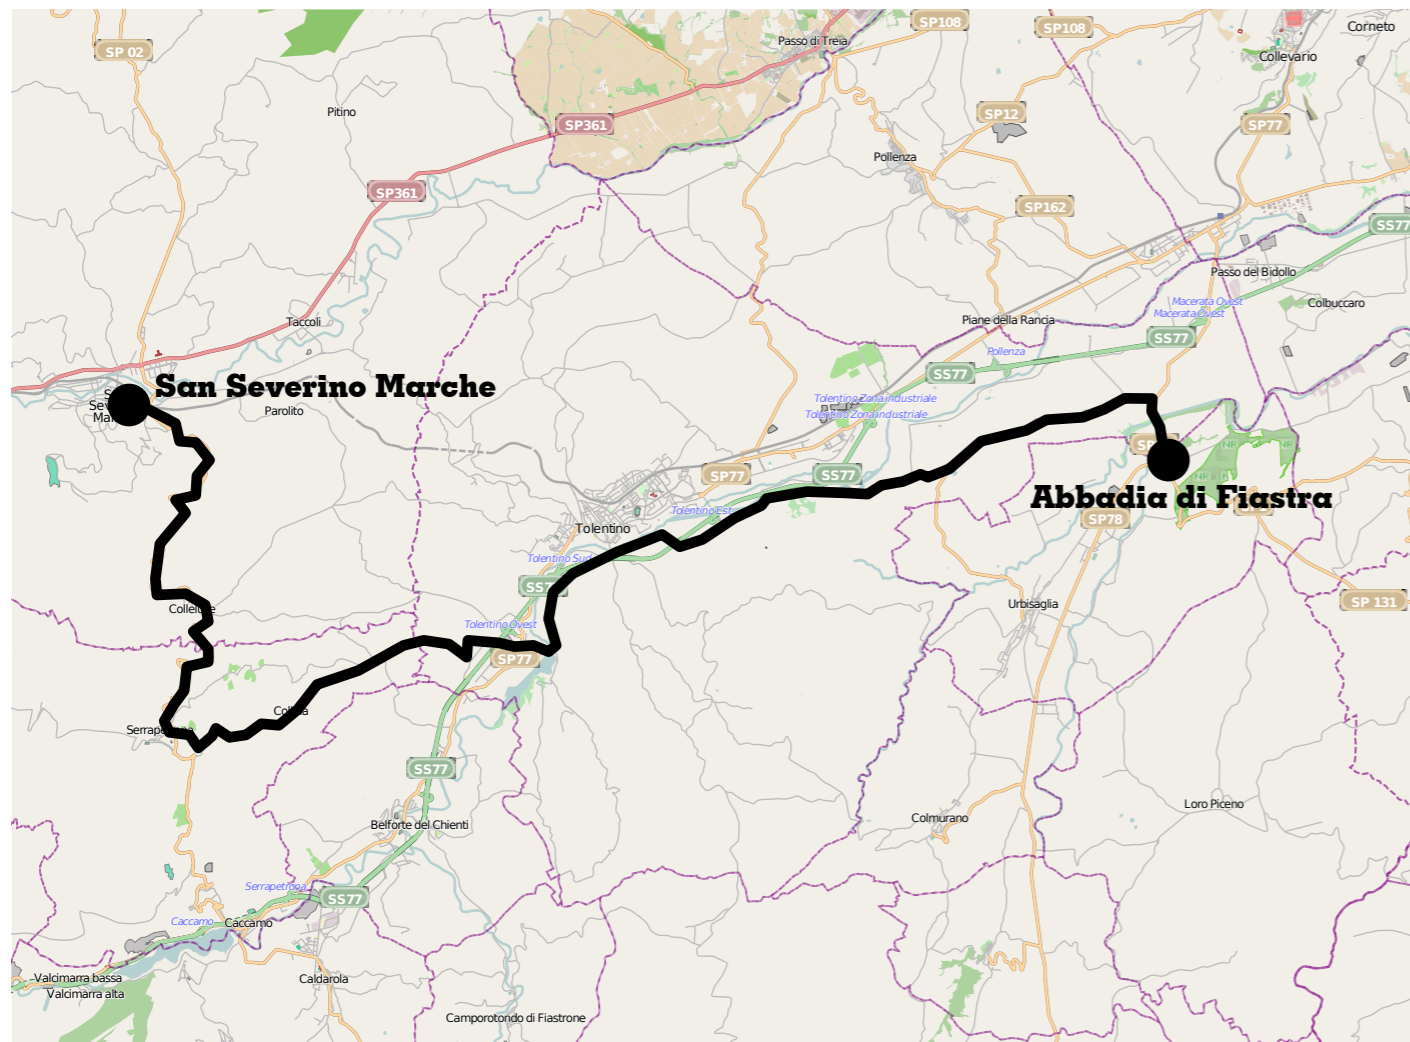 SP 02
SP108
SP108
Corneto
Passo di Treia
Collevario
Pitino
SP12
SP361
SP77
Pollenza
SP361
SP162
SS77
Passo del Bidollo
Macerata Ovest
Macerata Ovest
Colbuccaro
Taccoli
Piane della Rancia
SS77
Pollenza
SS77
San Severino Marche
Parolito
Tolentino Zona industriale
Tolentino Zona industriale
SS77
SP77
Abbadia di Fiastra
Tolentino Est
SP78
Tolentino
Tolentino Sud
SP 131
Urbisaglia
Tolentino Ovest
SP77
SS77
Loro Piceno
Belforte del Chienti
Colmurano
Serrapetrona
SS77
Caccamo
Caccamo
Valcimarra bassa
Caldarola
Valcimarra alta
Camporotondo di Fiastrone